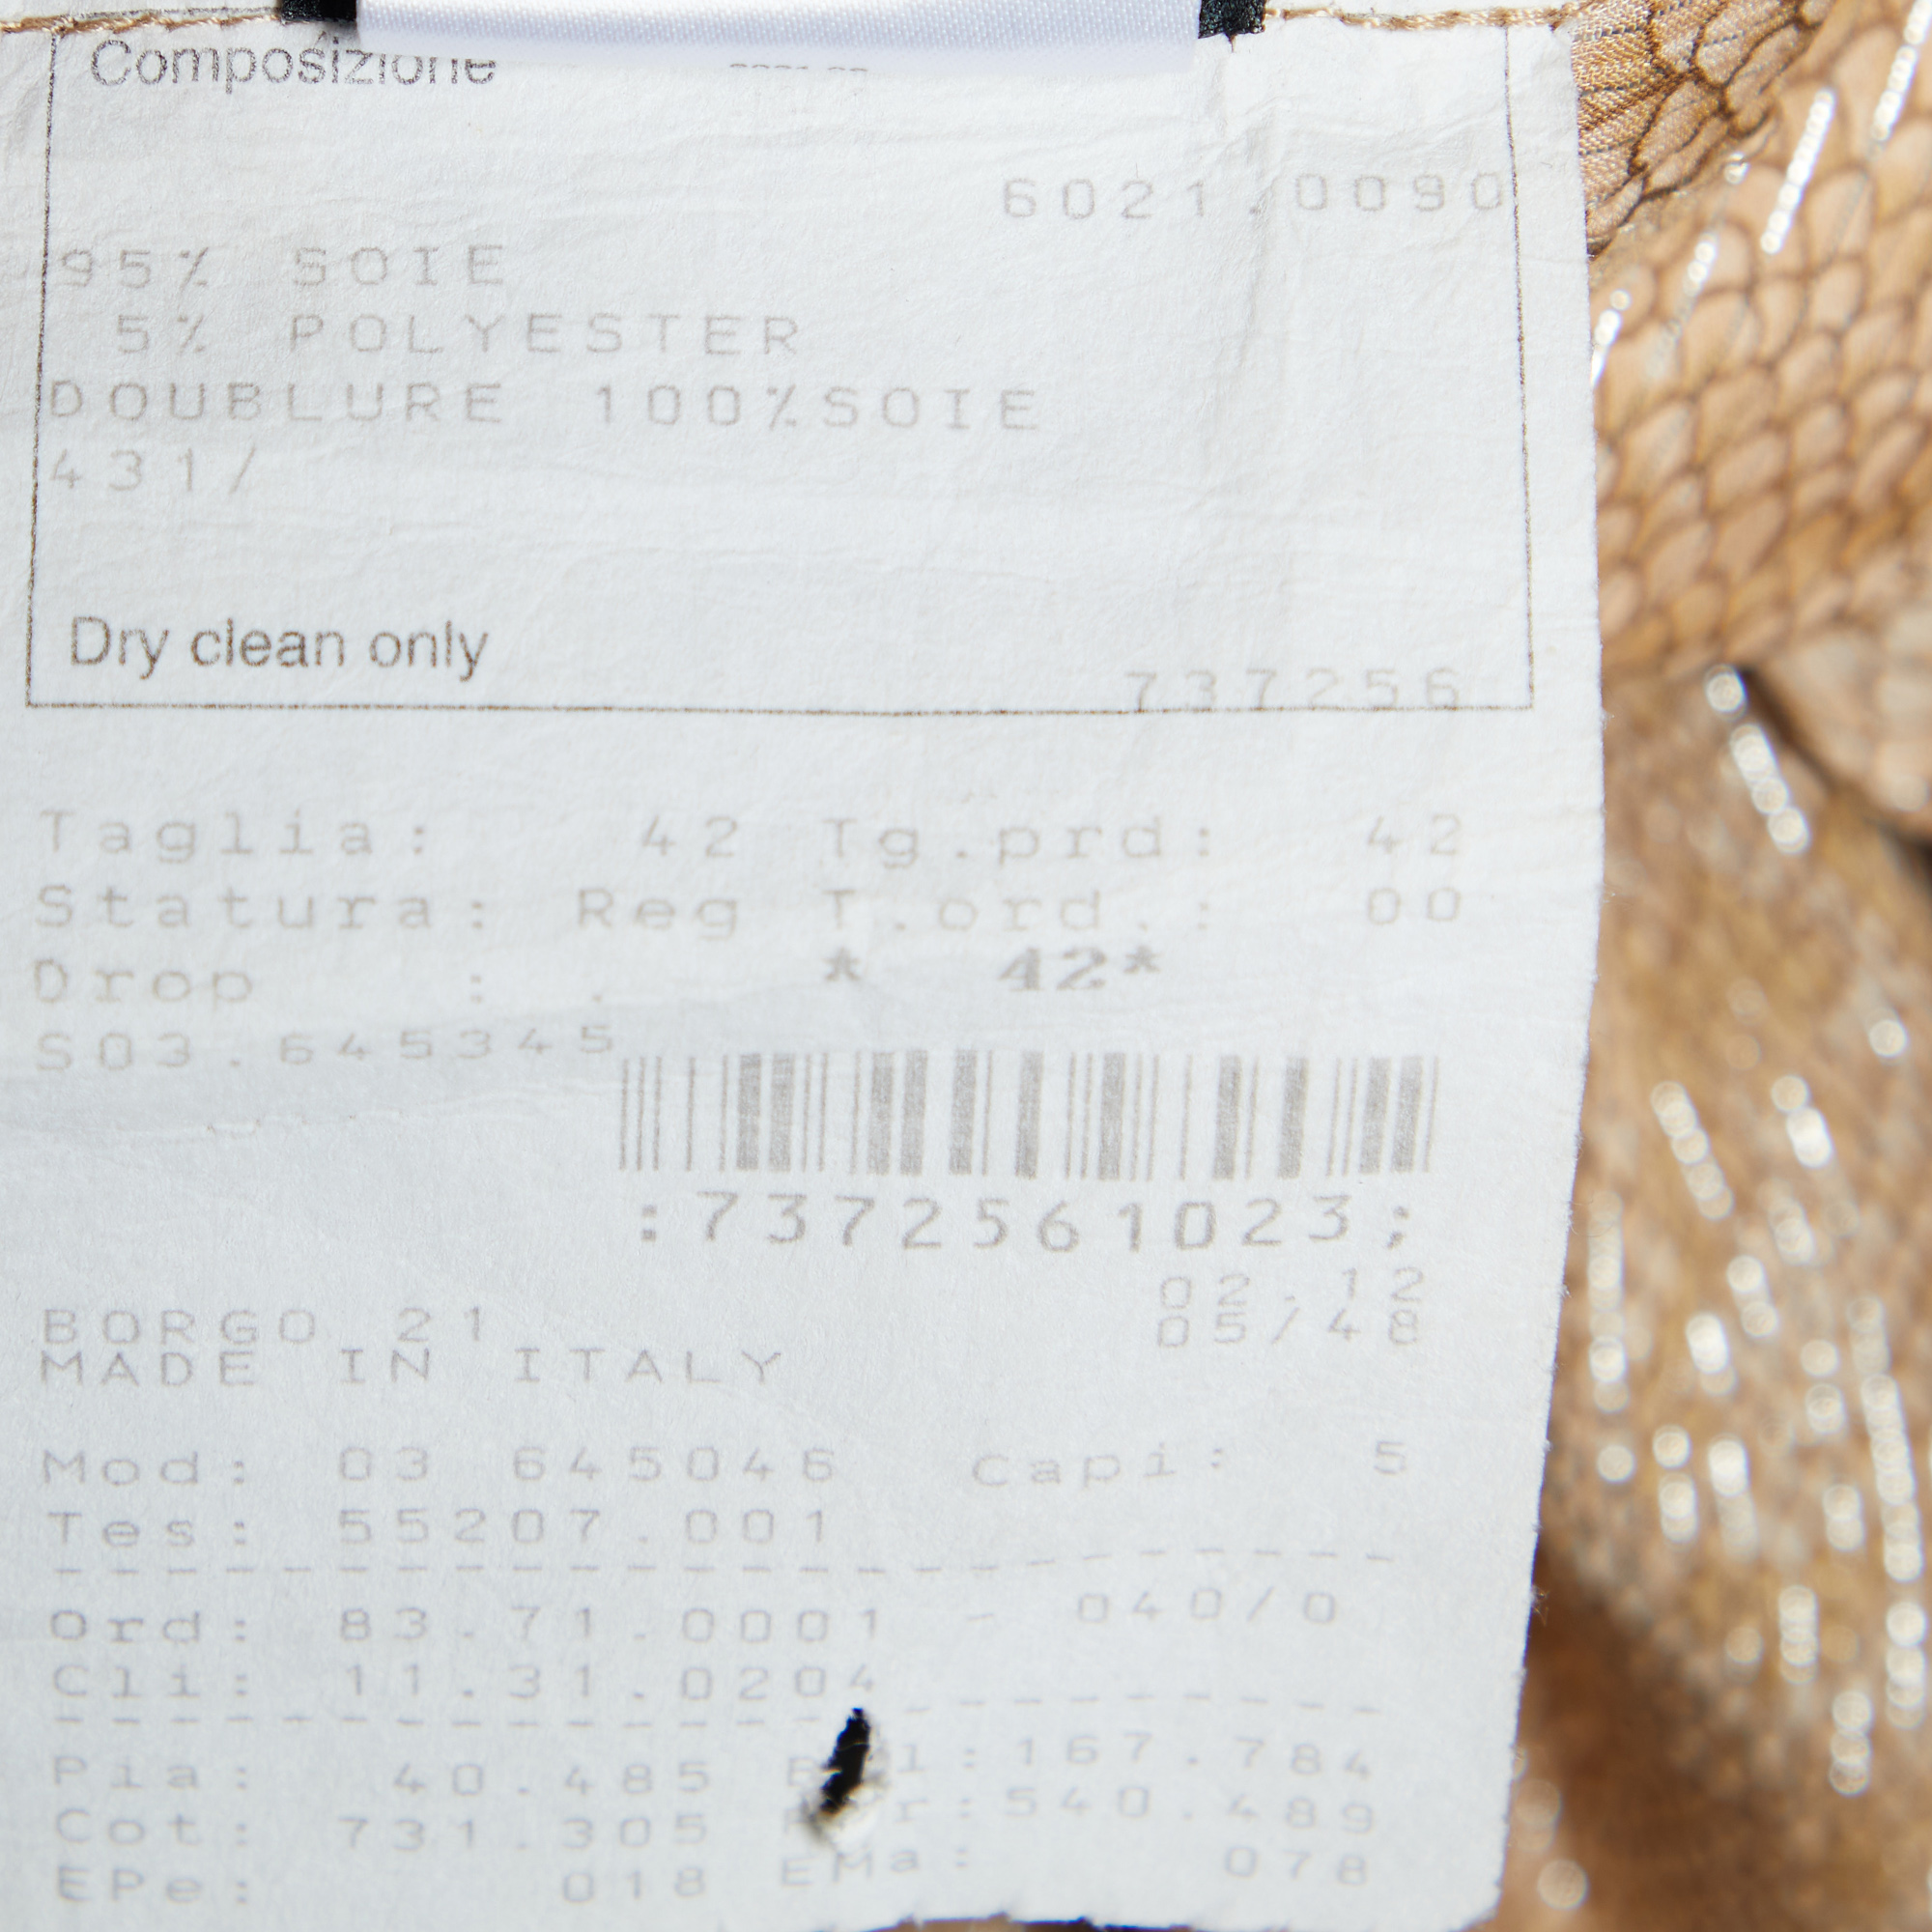 Composizione
6021.0090
95% SOIE
5% POLYESTER
DOUBLURE 100%SOIE
431/
Dry clean only
737256
Taglia: 42 Tg.prd: 42
Statura: Reg T.ord.: 00
Drop : . * 42*
S03.645345
:7372561023;
02.12
05/48
BORGO 21
MADE IN ITALY
Mod: 03 645046 Capi: 5
Tes: 55207.001
Ord: 83.71.0001 - 040/0
Cli: 11.31.0204
Pia: 40.485 :167.784
Cot: 731.305 :540.489
EPe: 018 EMa: 078